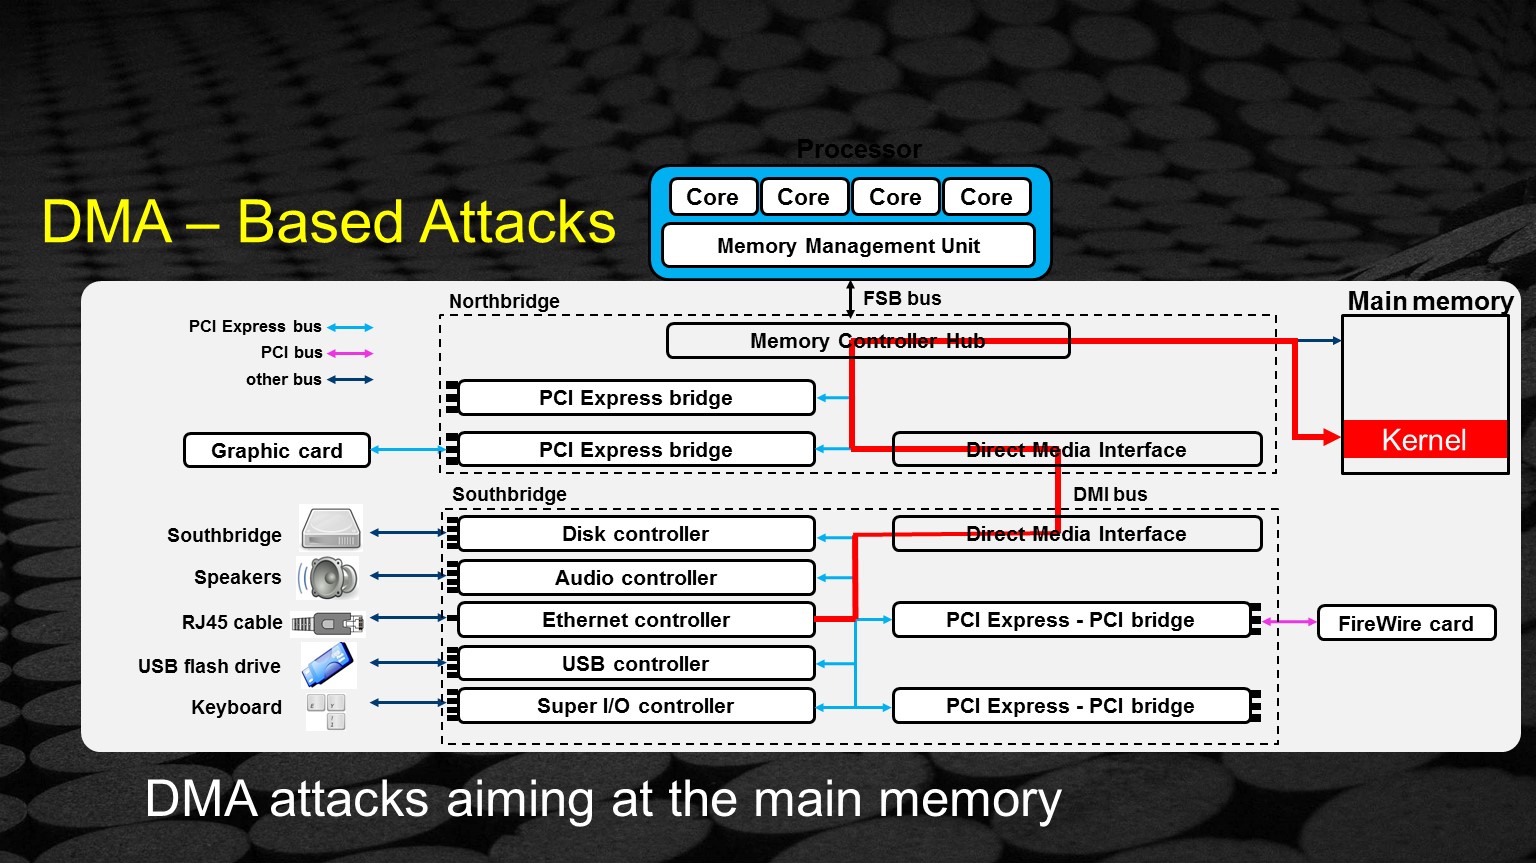 Processor
Core Core Core Core
Memory Management Unit
DMA – Based Attacks
FSB bus
Northbridge
Main memory
PCI Express bus
PCI bus
other bus
Memory Controller Hub
PCI Express bridge
Graphic card
PCI Express bridge
Direct Media Interface
Kernel
Southbridge
DMI bus
Southbridge
Disk controller
Direct Media Interface
Speakers
Audio controller
RJ45 cable
Ethernet controller
PCI Express - PCI bridge
FireWire card
USB flash drive
USB controller
Keyboard
Super I/O controller
PCI Express - PCI bridge
DMA attacks aiming at the main memory